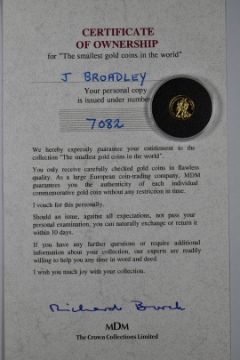 CERTIFICATE
OF OWNERSHIP
for "The smallest gold coins in the world"
J BROADLEY
Your personal copy
is issued under number
7082
We hereby expressly guarantee your entitlement to the
collection "The smallest gold coins in the world".
You only receive carefully checked gold coins in flawless
quality. As a large European coin-trading company, MDM
guarantees you the authenticity of each individual
commemorative gold coin without any restriction in time.
I vouch for this personally.
Should an issue, against all expectations, not pass your
personal examination, you can naturally exchange or return it
within 10 days.
If you have any further questions or require additional
information about your collection, our experts are readily
willing to help you any time in word and deed.
I wish you much joy with your collection.
Richard
MDM
The Crown Collections Limited